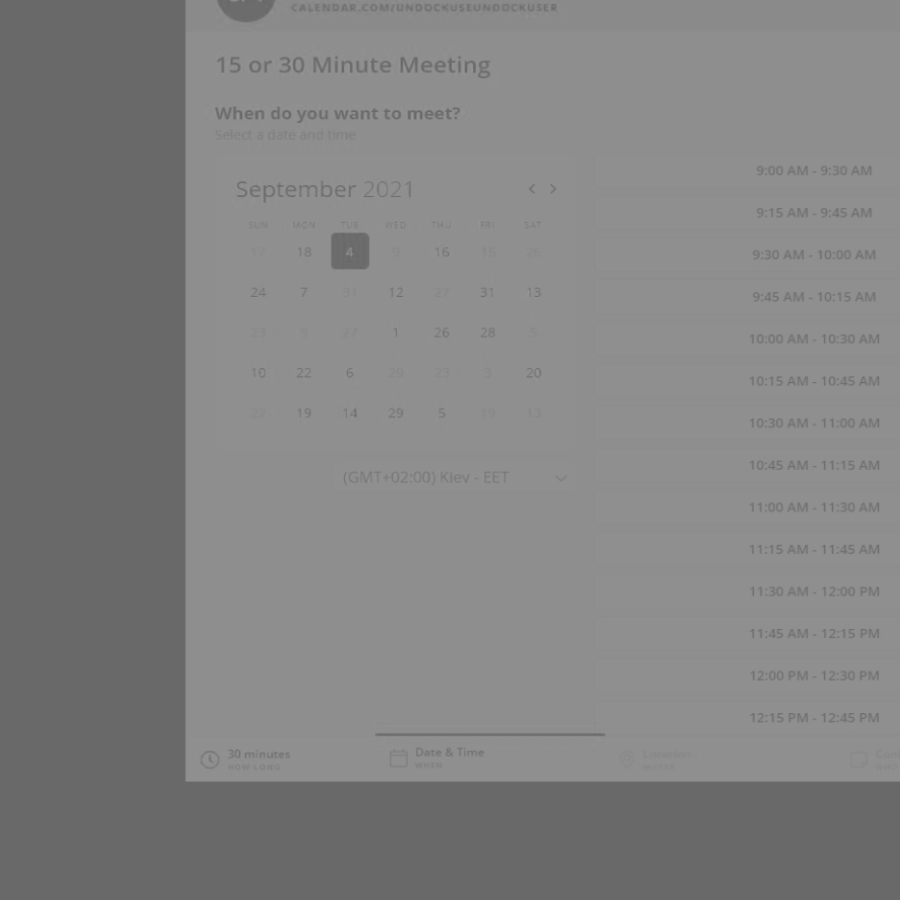 CALENDAR.COM/UNDOCKUSEUNDOCKUSER
15 or 30 Minute Meeting
When do you want to meet?
Select a date and time
September 2021
SUN MON TUE WED THU FRI SAT
11 18 4 9 16 15 26
24 7 31 12 27 31 13
23 9 27 1 26 28 5
10 22 6 20 23 3 20
22 19 14 29 5 19 13
(GMT+02:00) Kiev - EET
9:00 AM - 9:30 AM
9:15 AM - 9:45 AM
9:30 AM - 10:00 AM
9:45 AM - 10:15 AM
10:00 AM - 10:30 AM
10:15 AM - 10:45 AM
10:30 AM - 11:00 AM
10:45 AM - 11:15 AM
11:00 AM - 11:30 AM
11:15 AM - 11:45 AM
11:30 AM - 12:00 PM
11:45 AM - 12:15 PM
12:00 PM - 12:30 PM
12:15 PM - 12:45 PM
30 minutes
HOW LONG
Date & Time
WHEN
Location
WHERE